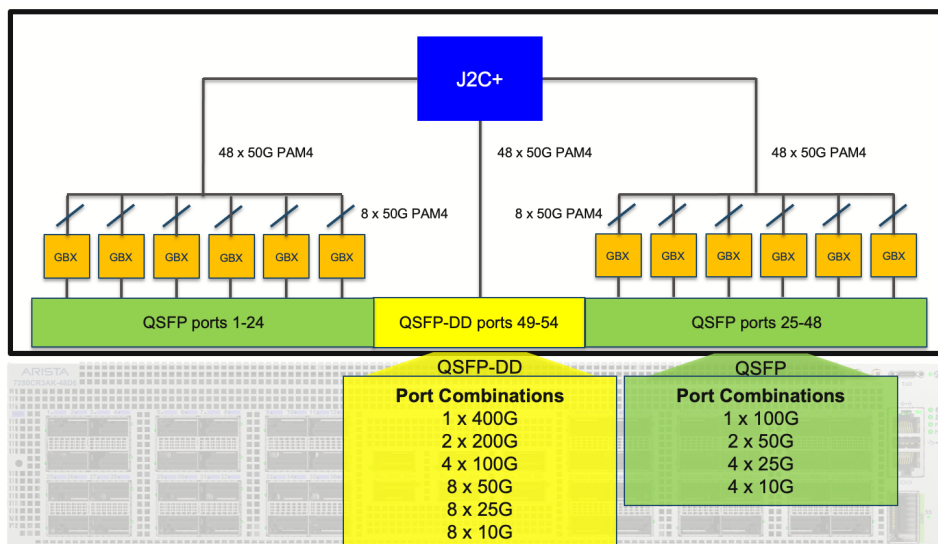 J2C+
48 x 50G PAM4
48 x 50G PAM4
48 x 50G PAM4
8 x 50G PAM4
8 x 50G PAM4
GBX
GBX
GBX
GBX
GBX
GBX
GBX
GBX
GBX
GBX
GBX
GBX
QSFP ports 1-24
QSFP-DD ports 49-54
QSFP ports 25-48
ARISTA
QSFP-DD
Port Combinations
1 x 400G
2 x 200G
4 x 100G
8 x 50G
8 x 25G
8 x 10G
QSFP
Port Combinations
1 x 100G
2 x 50G
4 x 25G
4 x 10G